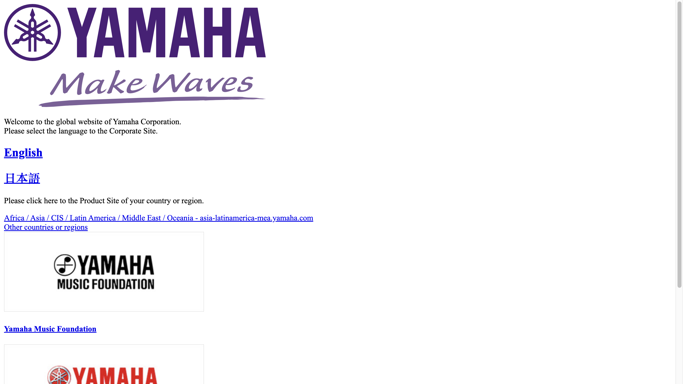 YAMAHA
Make Waves
Welcome to the global website of Yamaha Corporation.
Please select the language to the Corporate Site.
English
日本語
Please click here to the Product Site of your country or region.
Africa / Asia / CIS / Latin America / Middle East / Oceania - asia-latinamerica-mea.yamaha.com
Other countries or regions
YAMAHA
MUSIC FOUNDATION
Yamaha Music Foundation
YAMAHA